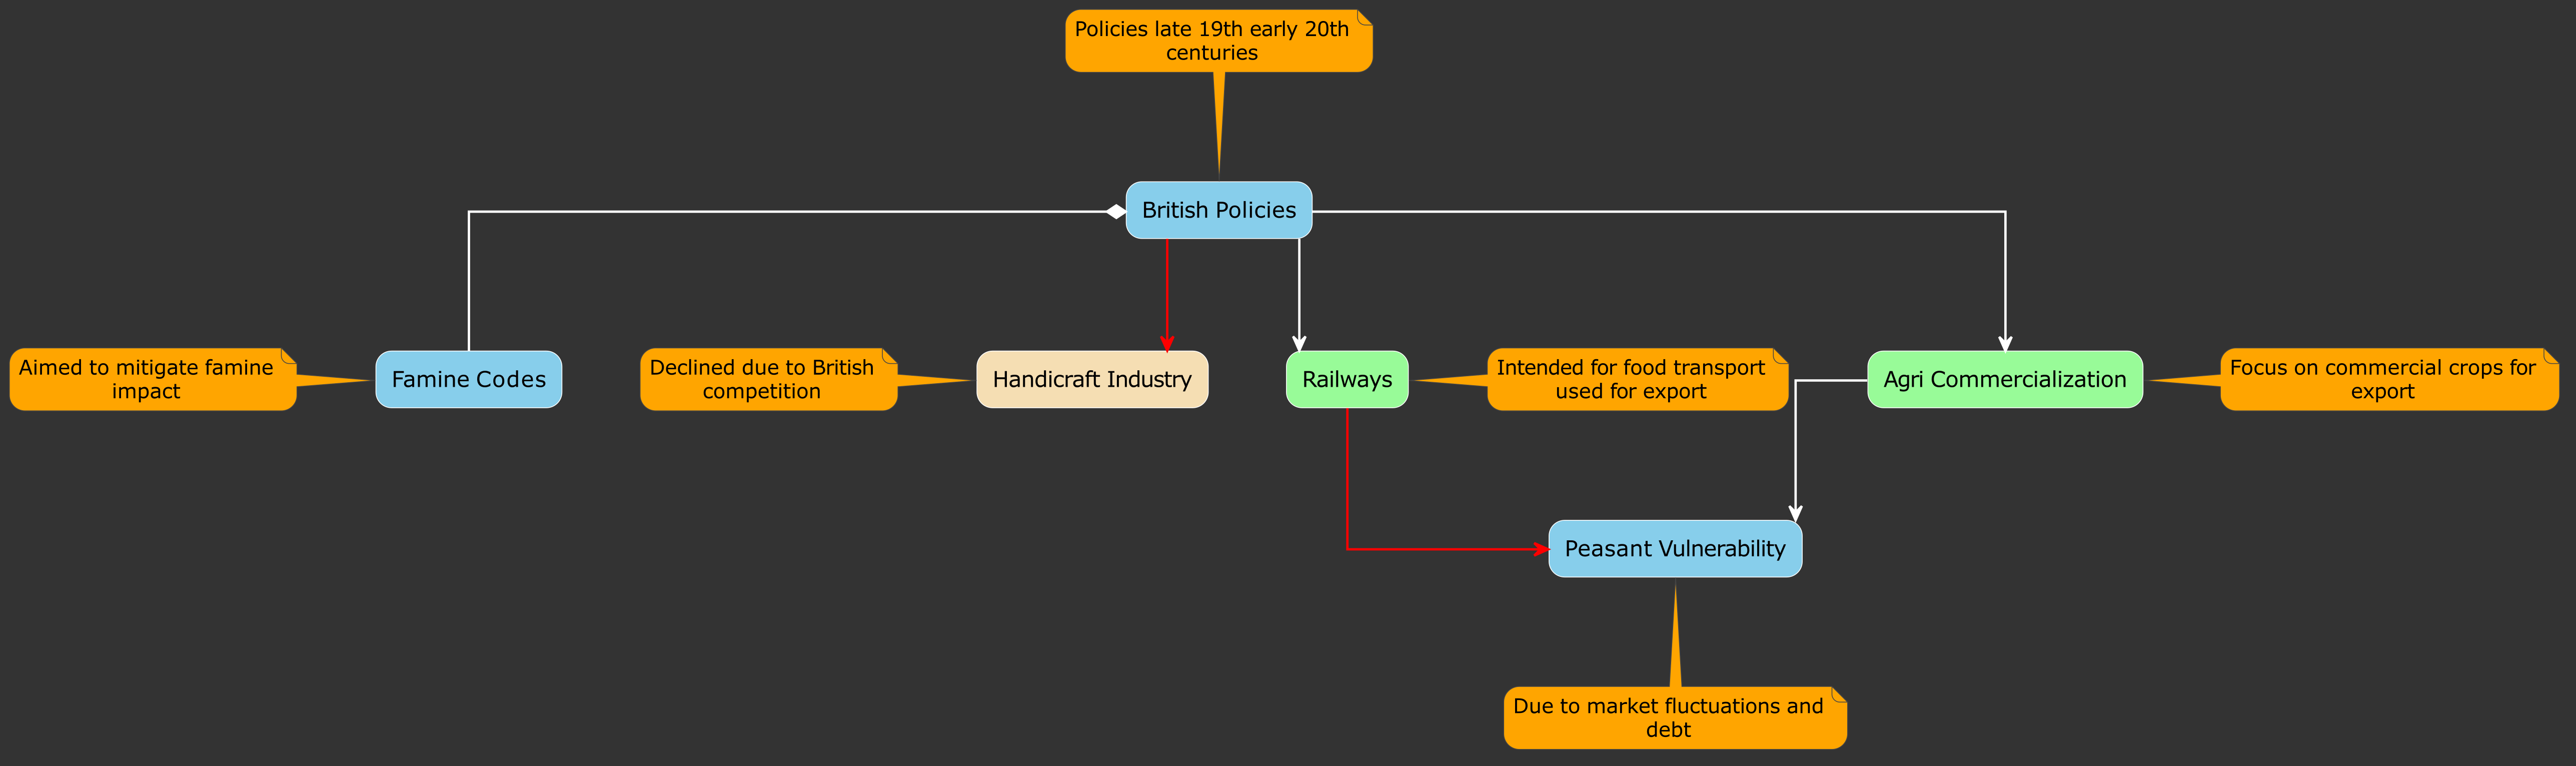 Policies late 19th early 20th
centuries
British Policies
Aimed to mitigate famine
impact
Famine Codes
Declined due to British
competition
Handicraft Industry
Railways
Intended for food transport
used for export
Agri Commercialization
Focus on commercial crops for
export
Peasant Vulnerability
Due to market fluctuations and
debt